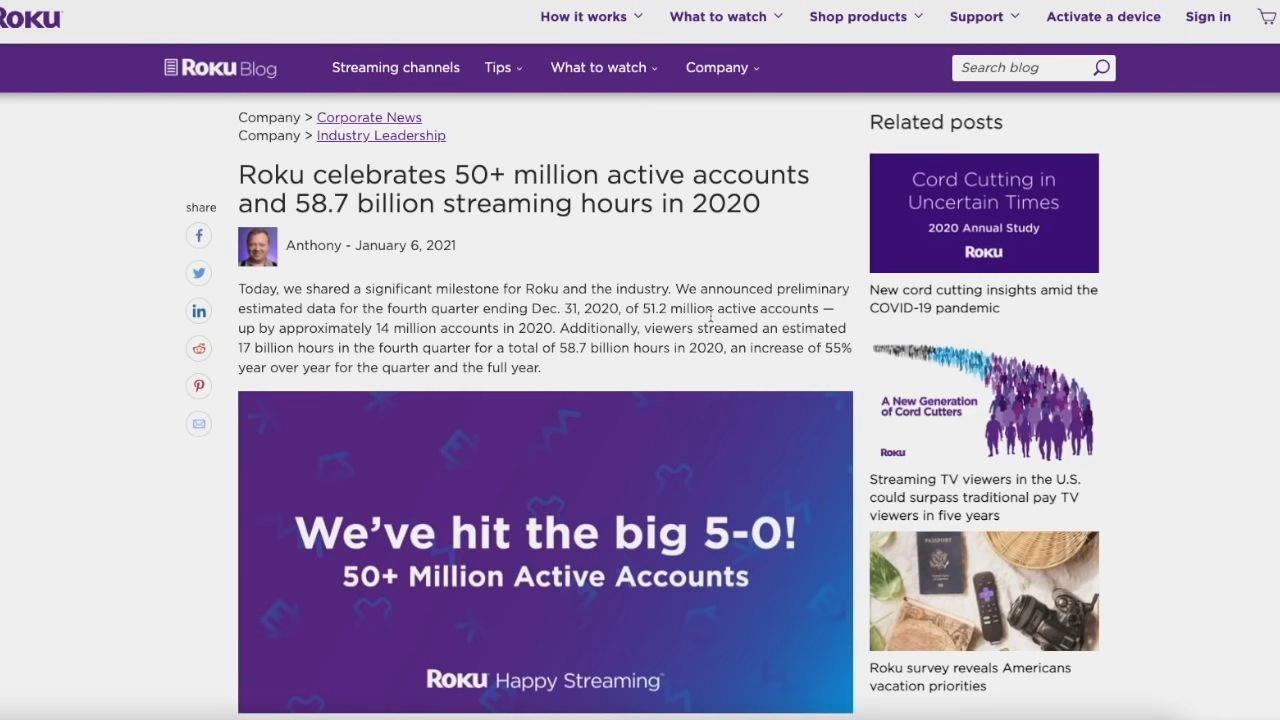 ROKU
How it works
What to watch
Shop products
Support
Activate a device
Sign in
ROKU Blog
Streaming channels
Tips
What to watch
Company
Search blog
Company > Corporate News
Company > Industry Leadership
Roku celebrates 50+ million active accounts
and 58.7 billion streaming hours in 2020
share
Anthony - January 6, 2021
Today, we shared a significant milestone for Roku and the industry. We announced preliminary
estimated data for the fourth quarter ending Dec. 31, 2020, of 51.2 million active accounts —
up by approximately 14 million accounts in 2020. Additionally, viewers streamed an estimated
17 billion hours in the fourth quarter for a total of 58.7 billion hours in 2020, an increase of 55%
year over year for the quarter and the full year.
We've hit the big 5-0!
50+ Million Active Accounts
ROKU Happy Streaming™
Related posts
Cord Cutting in
Uncertain Times
2020 Annual Study
ROKU
New cord cutting insights amid the
COVID-19 pandemic
A New Generation
of Cord Cutters
ROKU
Streaming TV viewers in the U.S.
could surpass traditional pay TV
viewers in five years
PASSPORT
Roku survey reveals Americans
vacation priorities